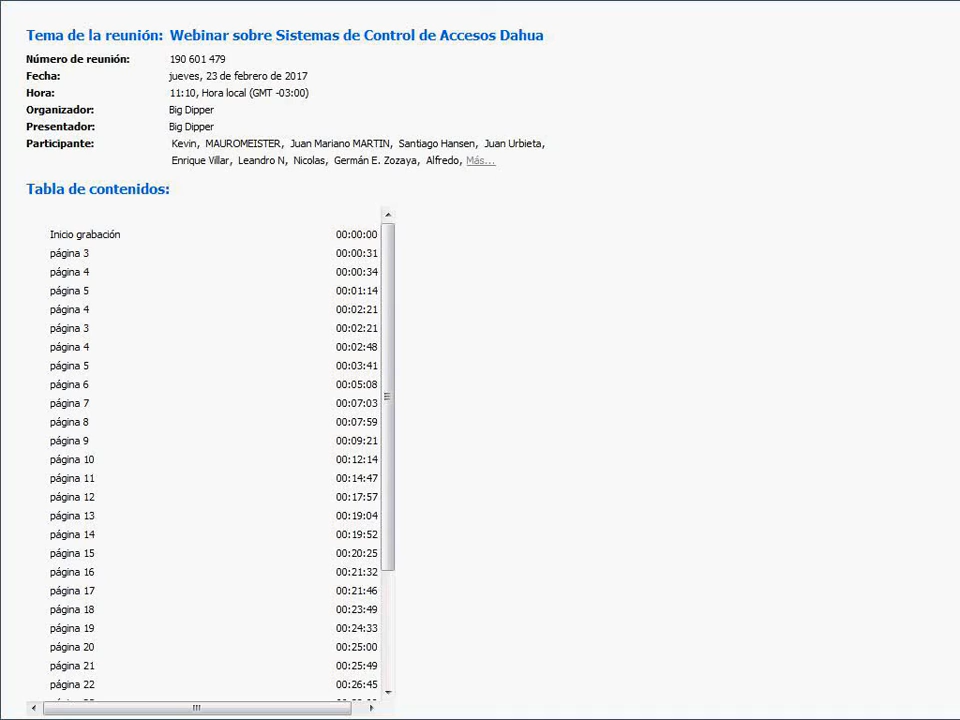 Tema de la reunión: Webinar sobre Sistemas de Control de Accesos Dahua
Número de reunión: 190 601 479
Fecha: jueves, 23 de febrero de 2017
Hora: 11:10, Hora local (GMT -03:00)
Organizador: Big Dipper
Presentador: Big Dipper
Participante: Kevin, MAUROMEISTER, Juan Mariano MARTIN, Santiago Hansen, Juan Urbieta,
Enrique Villar, Leandro N, Nicolas, Germán E. Zozaya, Alfredo, Más...
Tabla de contenidos:
Inicio grabación 00:00:00
página 3 00:00:31
página 4 00:00:34
página 5 00:01:14
página 4 00:02:21
página 3 00:02:21
página 4 00:02:48
página 5 00:03:41
página 6 00:05:08
página 7 00:07:03
página 8 00:07:59
página 9 00:09:21
página 10 00:12:14
página 11 00:14:47
página 12 00:17:57
página 13 00:19:04
página 14 00:19:52
página 15 00:20:25
página 16 00:21:32
página 17 00:21:46
página 18 00:23:49
página 19 00:24:33
página 20 00:25:00
página 21 00:25:49
página 22 00:26:45